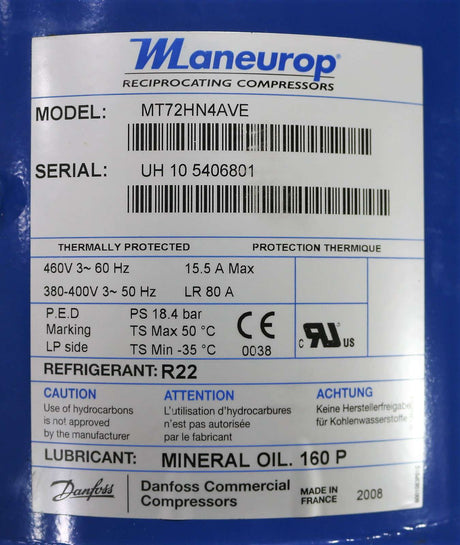 Maneurop®
RECIPROCATING COMPRESSORS
MODEL: MT72HN4AVE
SERIAL: UH 10 5406801
THERMALLY PROTECTED PROTECTION THERMIQUE
460V 3~ 60 Hz 15.5 A Max
380-400V 3~ 50 Hz LR 80 A
P.E.D PS 18.4 bar
Marking TS Max 50 °C
LP side TS Min -35 °C
CE
0038
c RU us
REFRIGERANT: R22
CAUTION
Use of hydrocarbons
is not approved
by the manufacturer
ATTENTION
L'utilisation d'hydrocarbures
n'est pas autorisée
par le fabricant
ACHTUNG
Keine Herstellerfreigabe
für Kohlenwasserstoffe
LUBRICANT: MINERAL OIL. 160 P
Danfoss
Danfoss Commercial
Compressors
MADE IN
FRANCE
2008